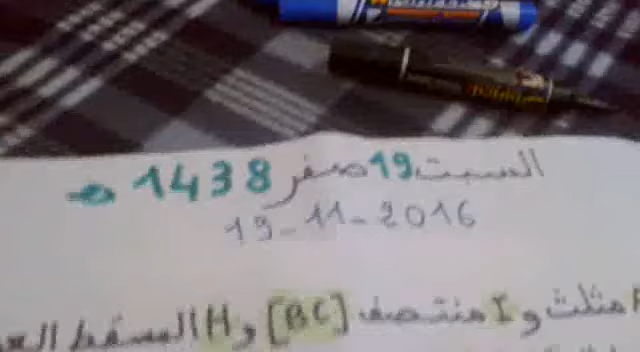 السبت 19 صفر 1438 هـ
19-11-2016
مثلث و I منتصف [BC] و H المسقط